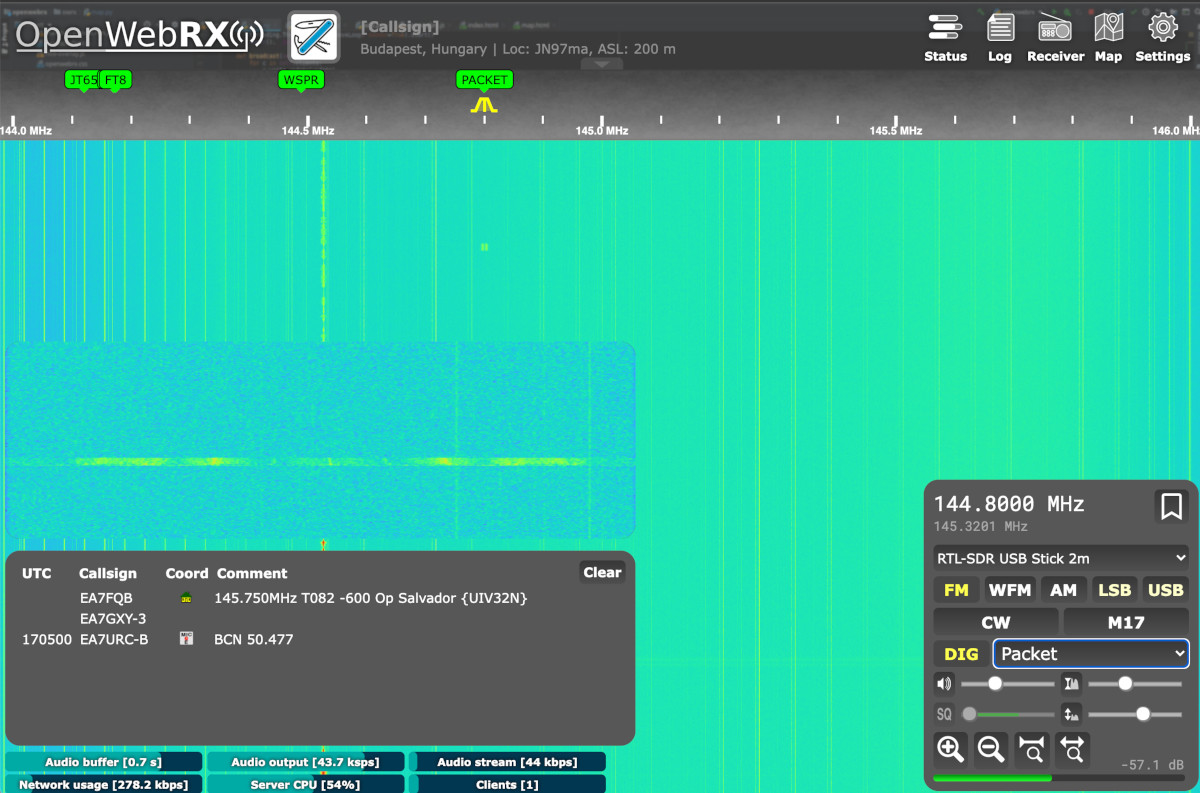 OpenWebRX
[Callsign]
Budapest, Hungary | Loc: JN97ma, ASL: 200 m
Status Log Receiver Map Settings
JT65 FT8 WSPR PACKET
144.0 MHz 144.5 MHz 145.0 MHz 145.5 MHz 146.0 MH
144.8000 MHz
145.3201 MHz
RTL-SDR USB Stick 2m
FM WFM AM LSB USB
CW M17
DIG Packet
SQ
-57.1 dB
UTC Callsign Coord Comment Clear
EA7FQB 145.750MHz T082 -600 Op Salvador {UIV32N}
EA7GXY-3
170500 EA7URC-B BCN 50.477
Audio buffer [0.7 s] Audio output [43.7 ksps] Audio stream [44 kbps]
Network usage [278.2 kbps] Server CPU [54%] Clients [1]